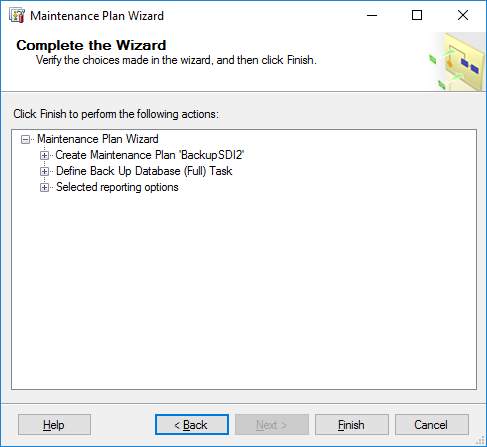 Maintenance Plan Wizard
Complete the Wizard
Verify the choices made in the wizard, and then click Finish.
Click Finish to perform the following actions:
Maintenance Plan Wizard
Create Maintenance Plan 'BackupSDI2'
Define Back Up Database (Full) Task
Selected reporting options
Help
< Back
Next >
Finish
Cancel